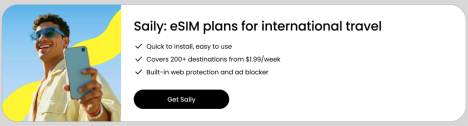 Saily: eSIM plans for international travel
Quick to install, easy to use
Covers 200+ destinations from $1.99/week
Built-in web protection and ad blocker
Get Saily